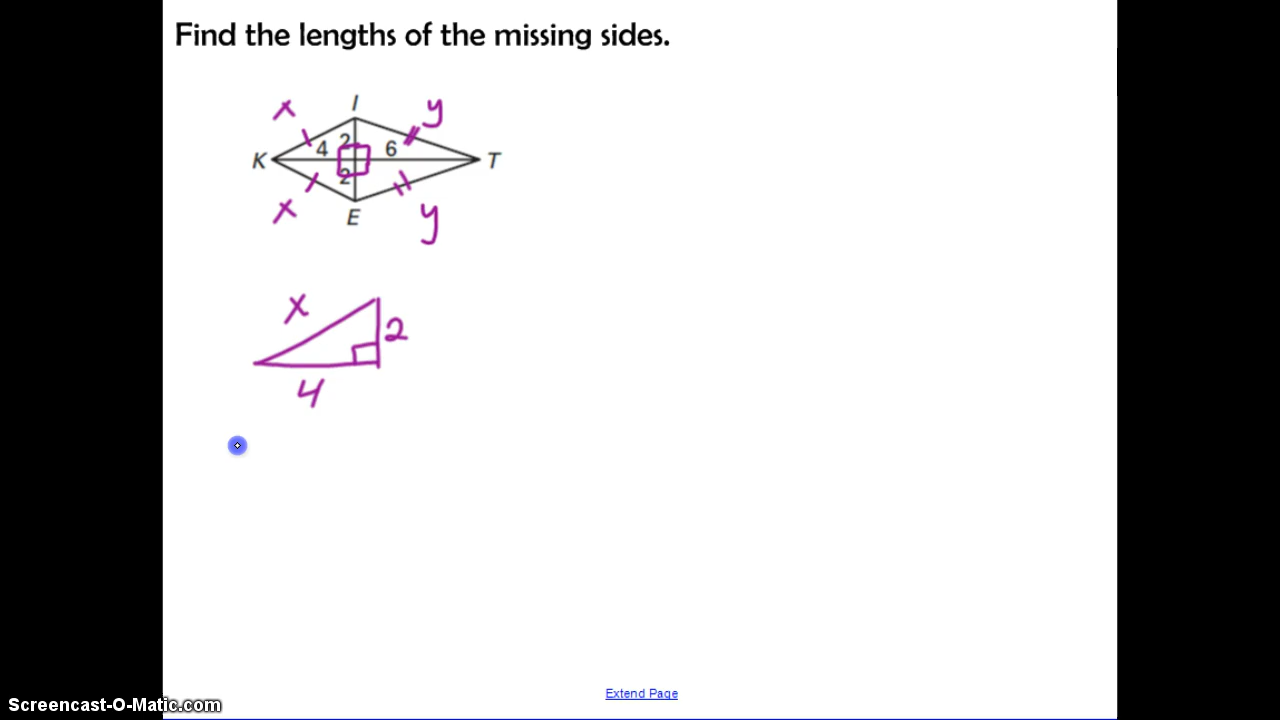 Find the lengths of the missing sides.
x I y
K 4 2 6 T
2
x E y
x 2
4
Extend Page
Screencast-O-Matic.com